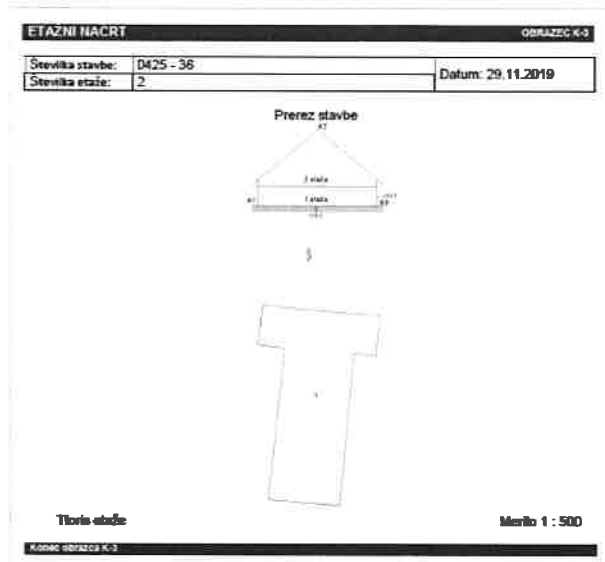 ETAŽNI NACRT OBRAZEC K-3
Številka stavbe: 0425 - 36
Številka etaže: 2
Datum: 29.11.2019
Prerez stavbe
2 etaža
1 etaža
Tloris etaže Merilo 1 : 500
Konec obrazca K-3